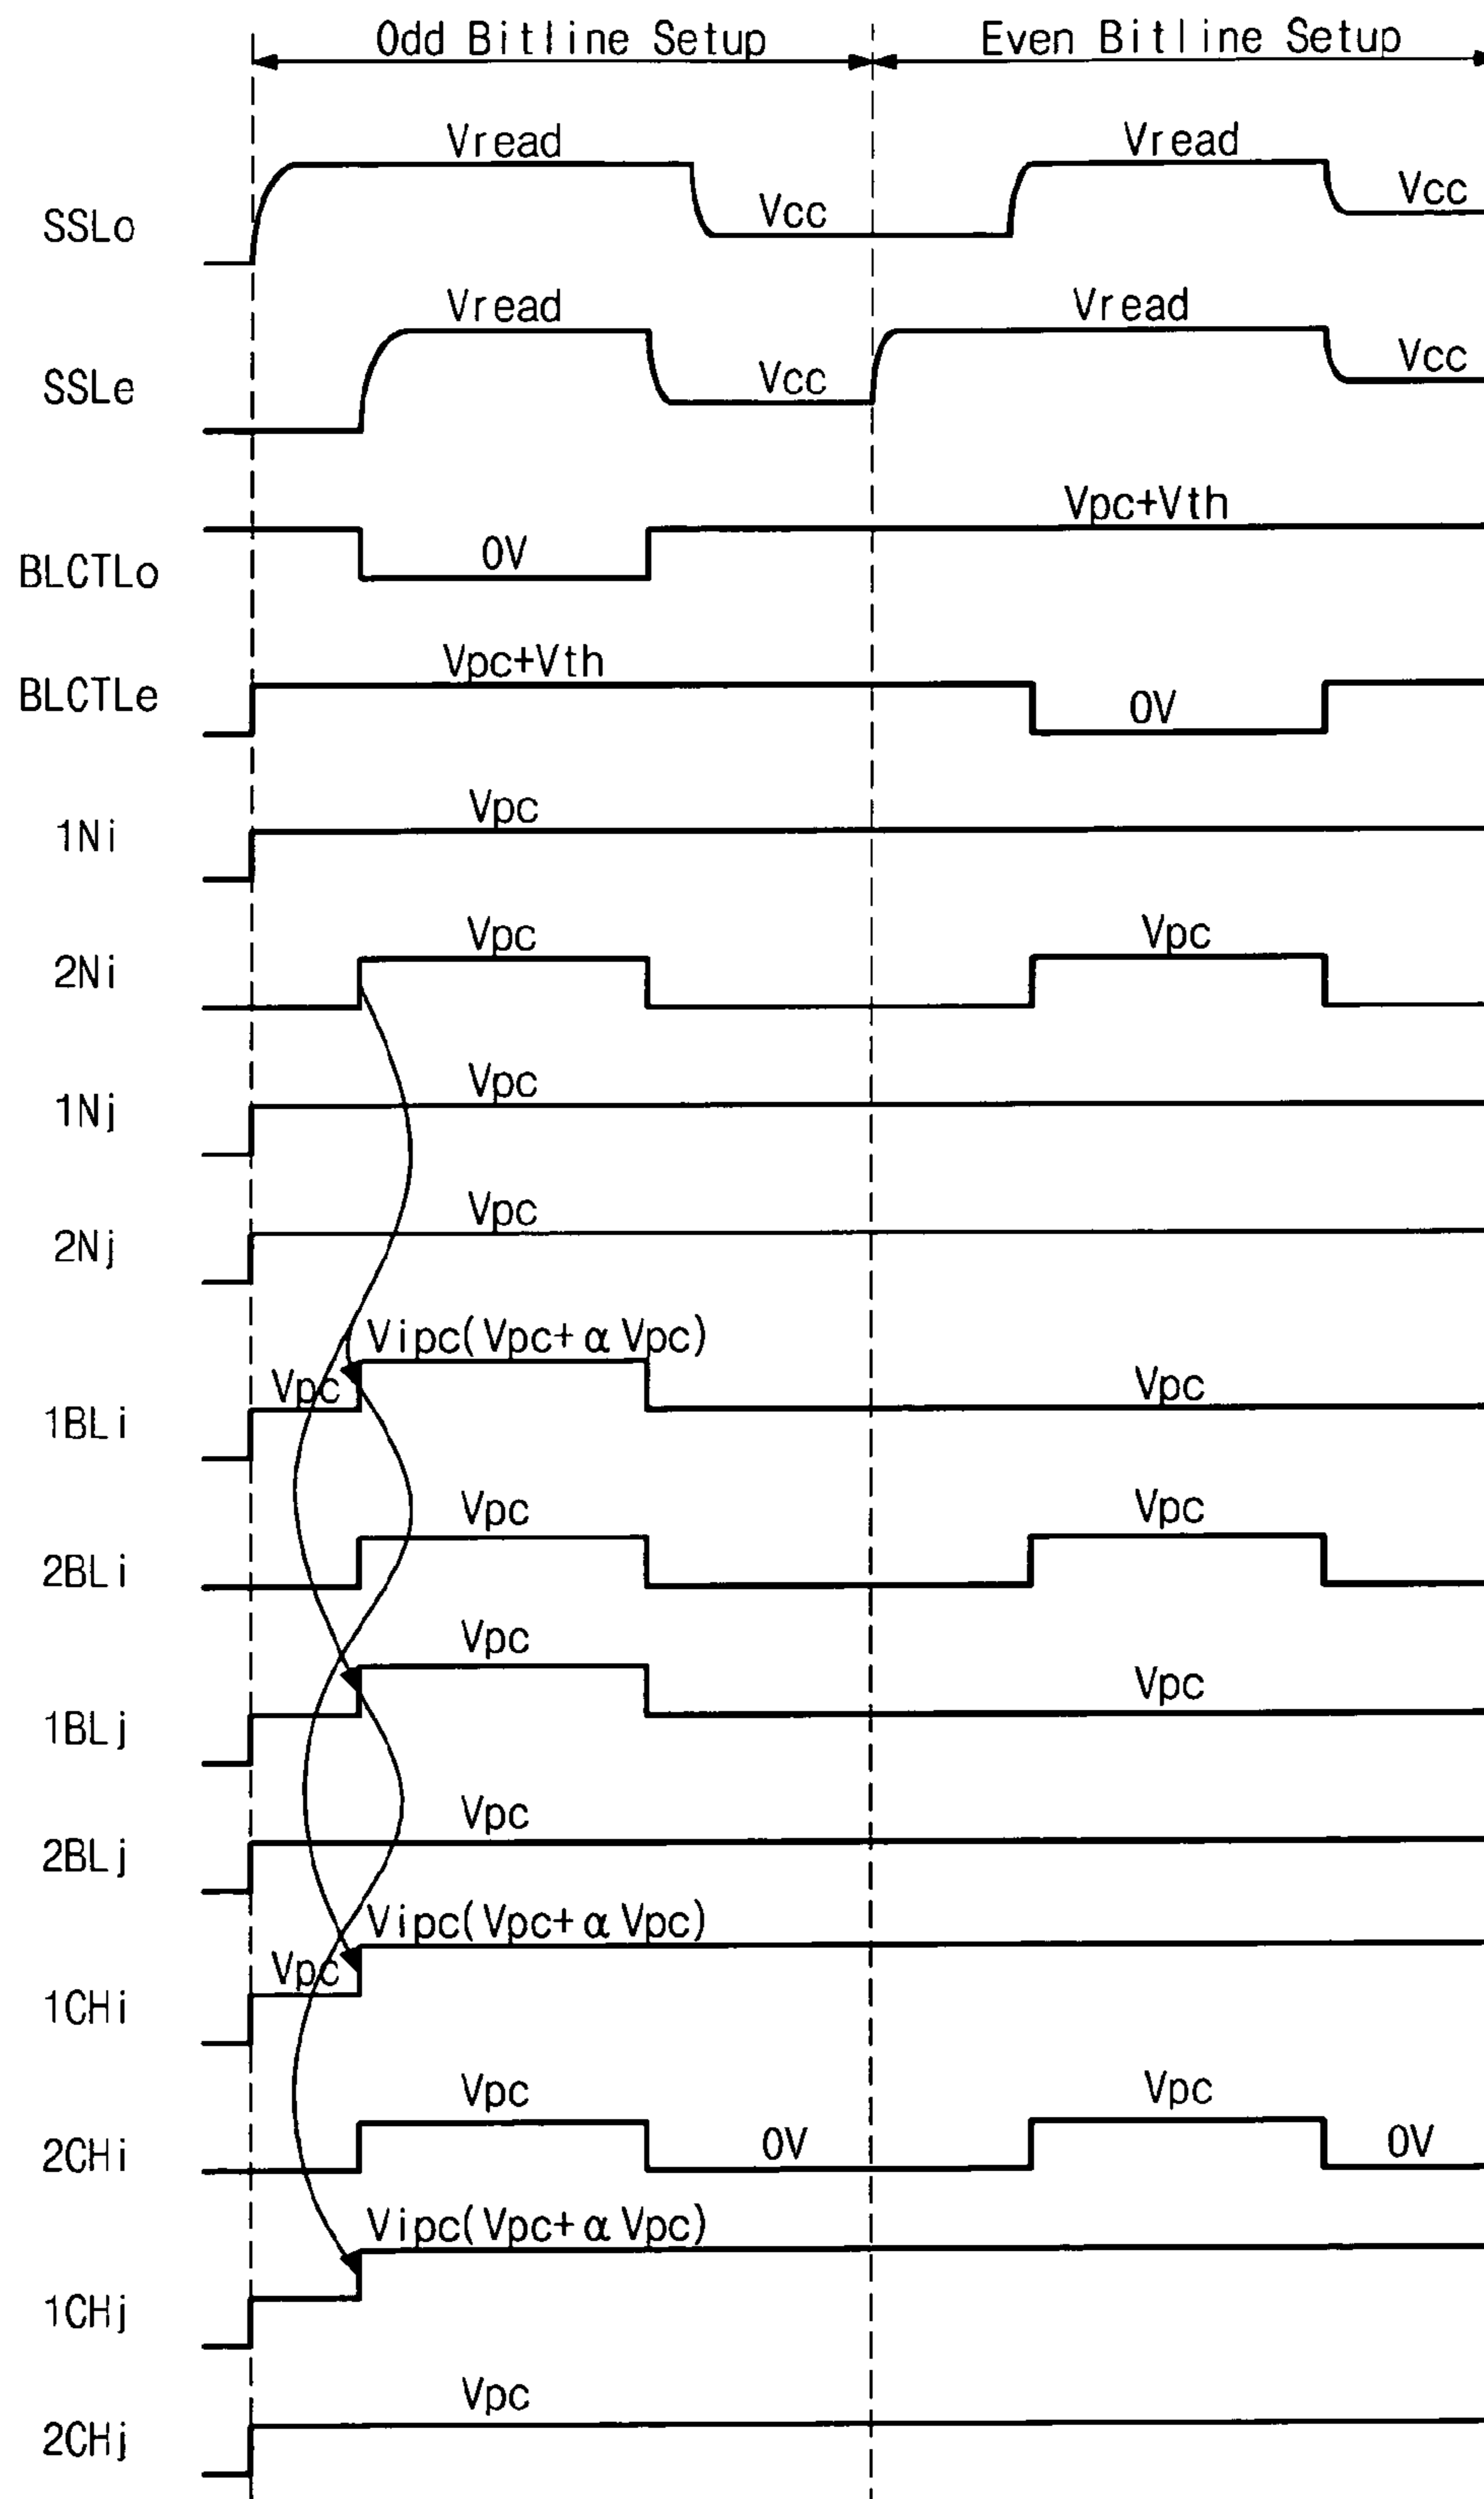 Odd Bitline Setup Even Bitline Setup
Vread Vread
SSLo Vcc Vcc
Vread Vread
SSLe Vcc Vcc
Vpc+Vth
BLCTLo 0V
Vpc+Vth
BLCTLe 0V
Vpc
1Ni
Vpc Vpc
2Ni
Vpc
1Nj
Vpc
2Nj
Vipc(Vpc+αVpc)
Vpc Vpc
1BLi
Vpc Vpc
2BLi
Vpc
Vpc
1BLj
Vpc
2BLj
Vipc(Vpc+αVpc)
Vpc
1CHi
Vpc Vpc
2CHi 0V 0V
Vipc(Vpc+αVpc)
1CHj
Vpc
2CHj